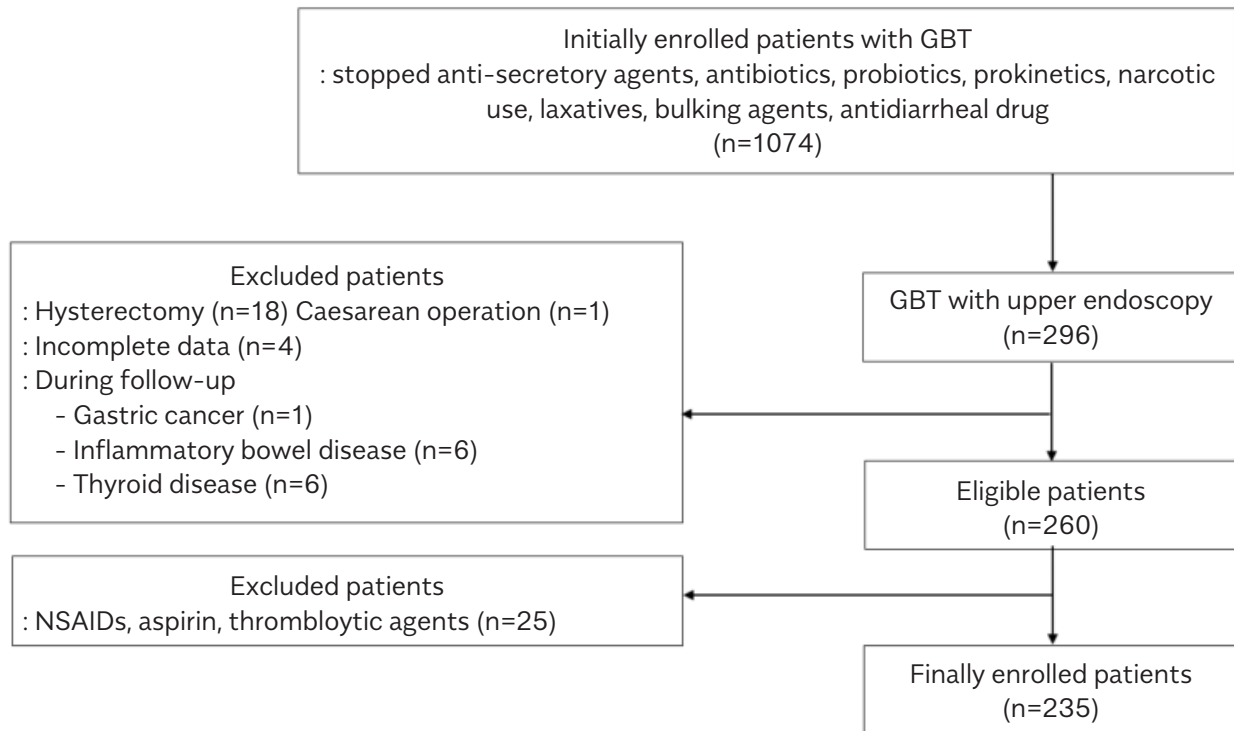 Initially enrolled patients with GBT
: stopped anti-secretory agents, antibiotics, probiotics, prokinetics, narcotic
use, laxatives, bulking agents, antidiarrheal drug
(n=1074)
Excluded patients
: Hysterectomy (n=18) Caesarean operation (n=1)
: Incomplete data (n=4)
: During follow-up
- Gastric cancer (n=1)
- Inflammatory bowel disease (n=6)
- Thyroid disease (n=6)
GBT with upper endoscopy
(n=296)
Eligible patients
(n=260)
Excluded patients
: NSAIDs, aspirin, thrombloytic agents (n=25)
Finally enrolled patients
(n=235)